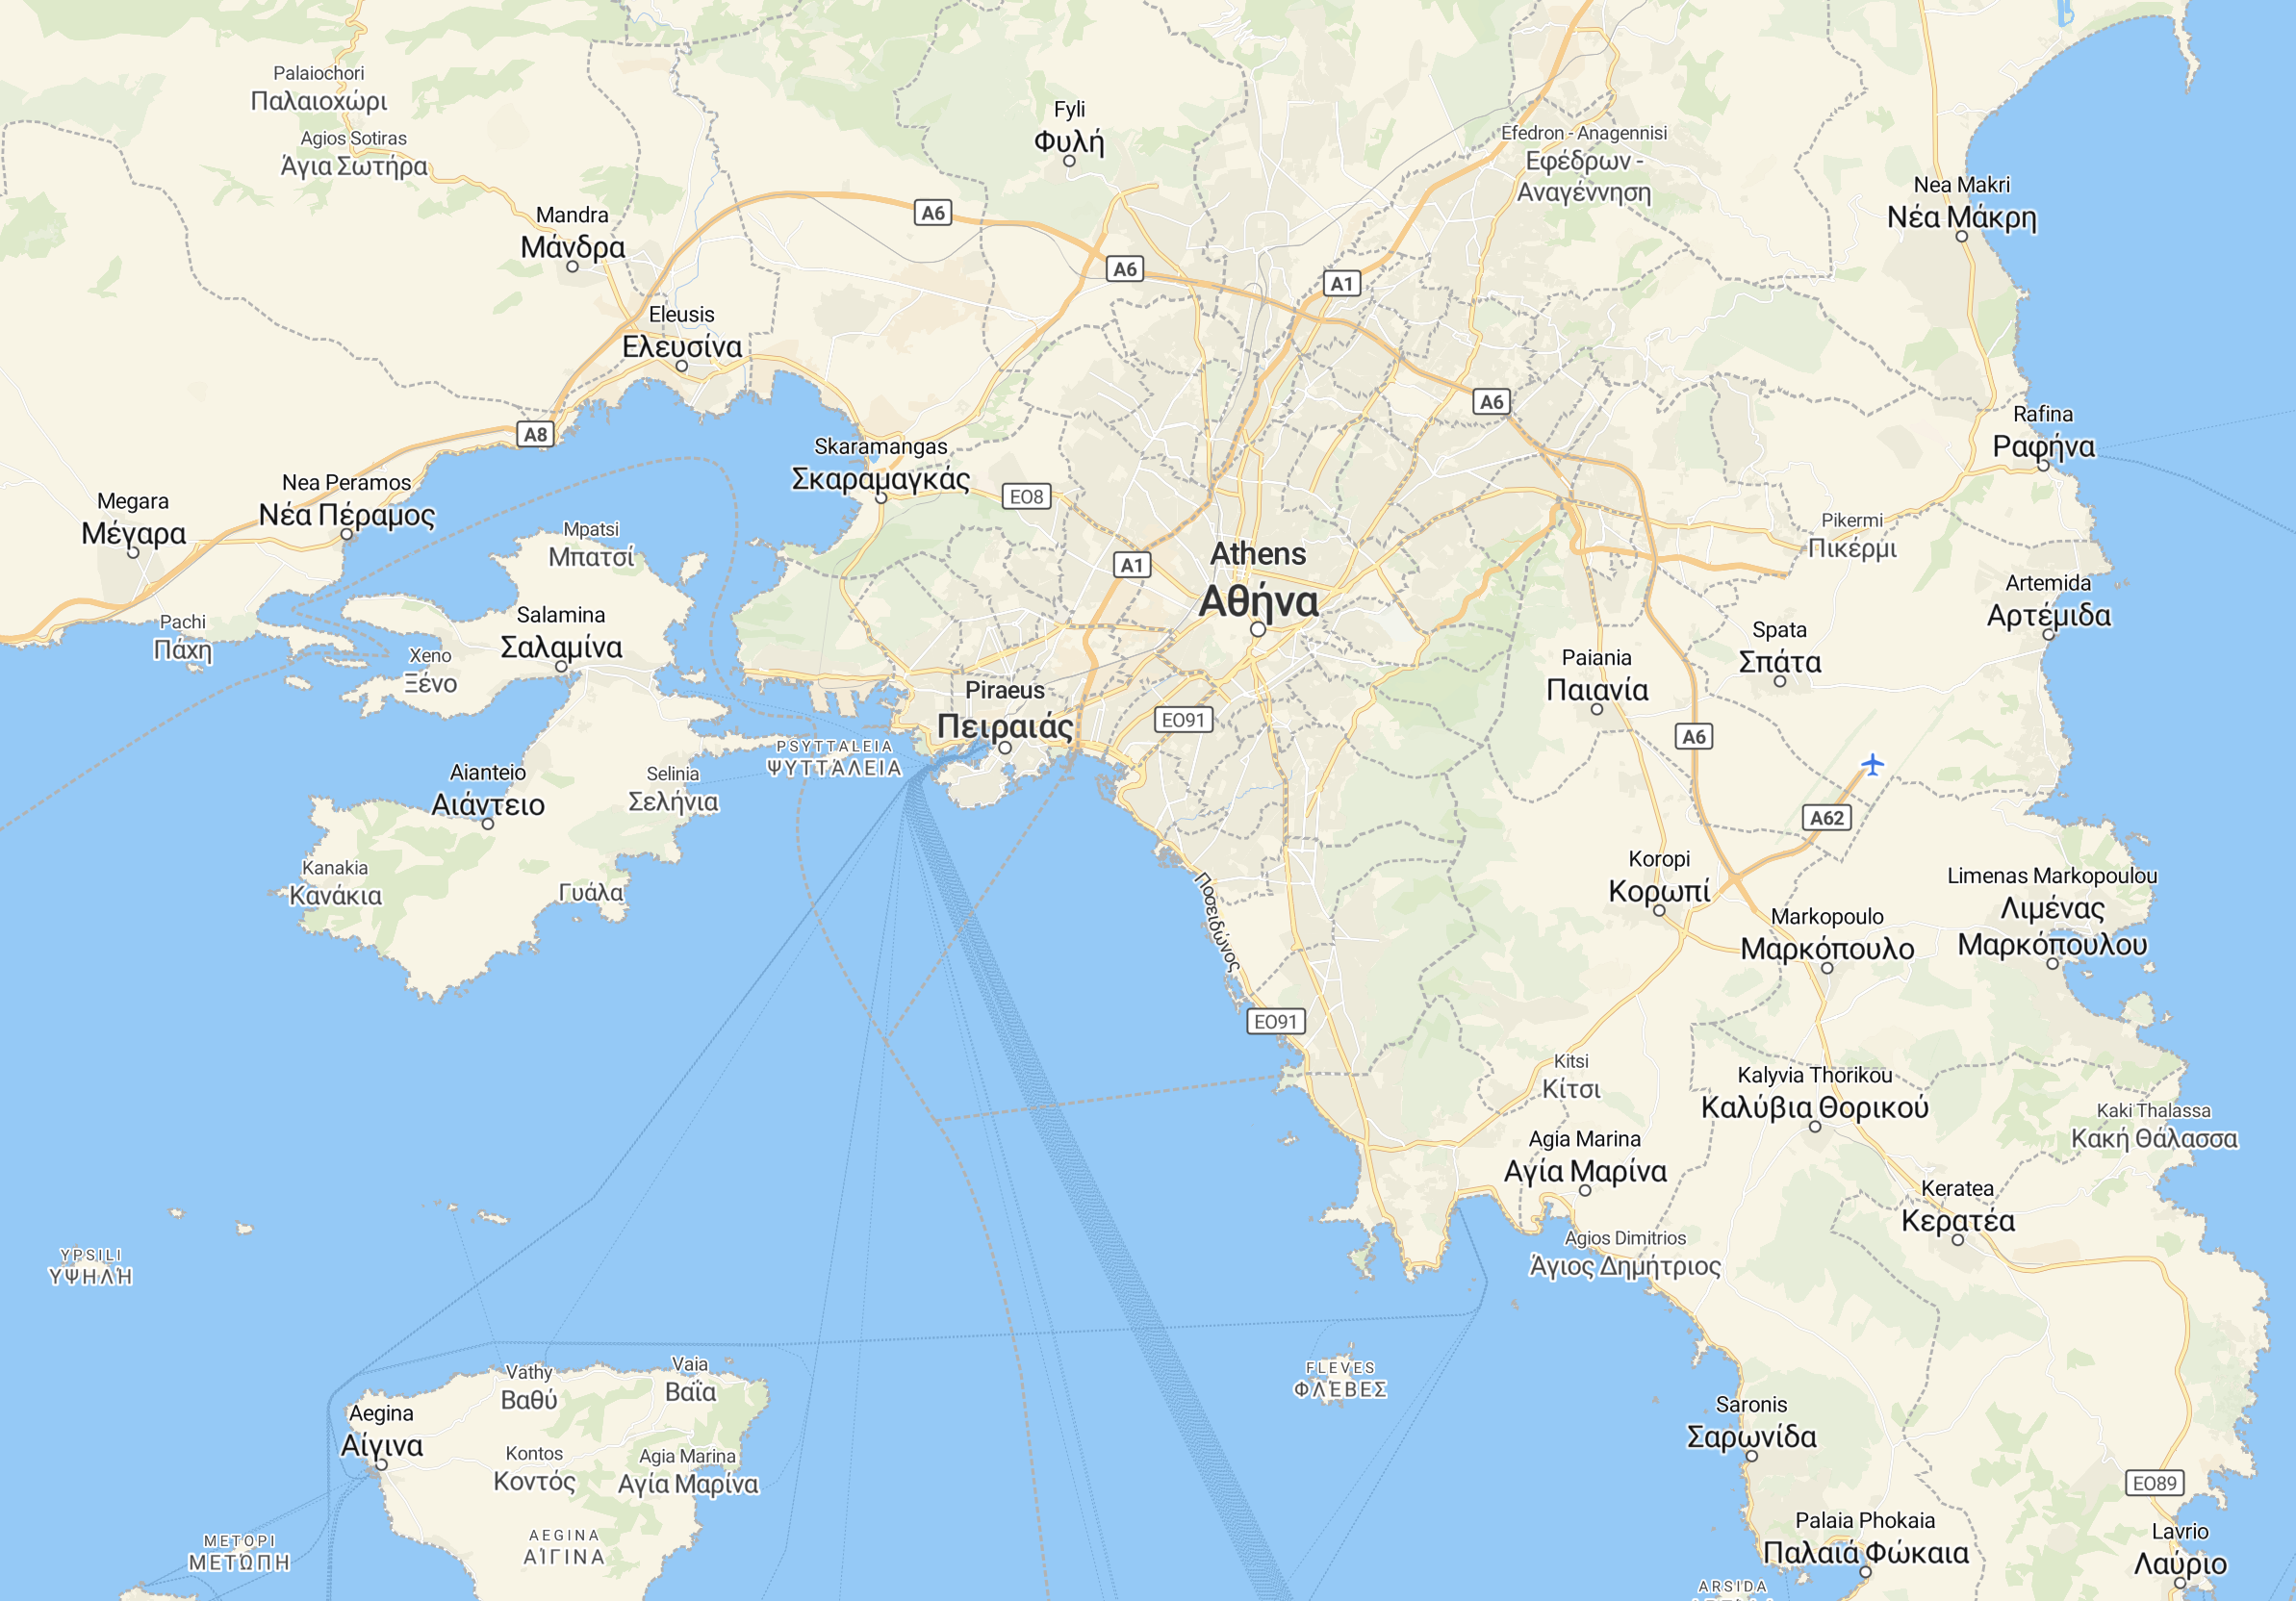 Palaiochori
Παλαιοχώρι
Agios Sotiras
Άγια Σωτήρα
Fyli
Φυλή
Efedron - Anagennisi
Εφέδρων -
Αναγέννηση
Nea Makri
Νέα Μάκρη
Mandra
Μάνδρα
A6
A6
A1
Eleusis
Ελευσίνα
A6
A8
Rafina
Ραφήνα
Skaramangas
Σκαραμαγκάς
EO8
Nea Peramos
Νέα Πέραμος
Megara
Μέγαρα
Mpatsi
Μπατσί
Pikermi
Πικέρμι
A1
Athens
Αθήνα
Artemida
Αρτέμιδα
Pachi
Πάχη
Salamina
Σαλαμίνα
Xeno
Ξένο
Spata
Σπάτα
Paiania
Παιανία
Piraeus
Πειραιάς
EO91
A6
PSYTTALEIA
ΨΥΤΤΆΛΕΙΑ
Aianteio
Αιάντειο
Selinia
Σελήνια
A62
Kanakia
Κανάκια
Γυάλα
Ποσειδώνος
Koropi
Κορωπί
Limenas Markopoulou
Λιμένας
Μαρκόπουλου
Markopoulo
Μαρκόπουλο
EO91
Kitsi
Κίτσι
Kalyvia Thorikou
Καλύβια Θορικού
Kaki Thalassa
Κακή Θάλασσα
Agia Marina
Αγία Μαρίνα
Keratea
Κερατέα
YPSILI
ΥΨΗΛΉ
Agios Dimitrios
Άγιος Δημήτριος
FLEVES
ΦΛΈΒΕΣ
Vathy
Βαθύ
Vaia
Βαΐα
Aegina
Αίγινα
Kontos
Κοντός
Agia Marina
Αγία Μαρίνα
Saronis
Σαρωνίδα
EO89
METOPI
ΜΕΤΏΠΗ
AEGINA
ΑΊΓΙΝΑ
Palaia Phokaia
Παλαιά Φώκαια
Lavrio
Λαύριο
ARSIDA